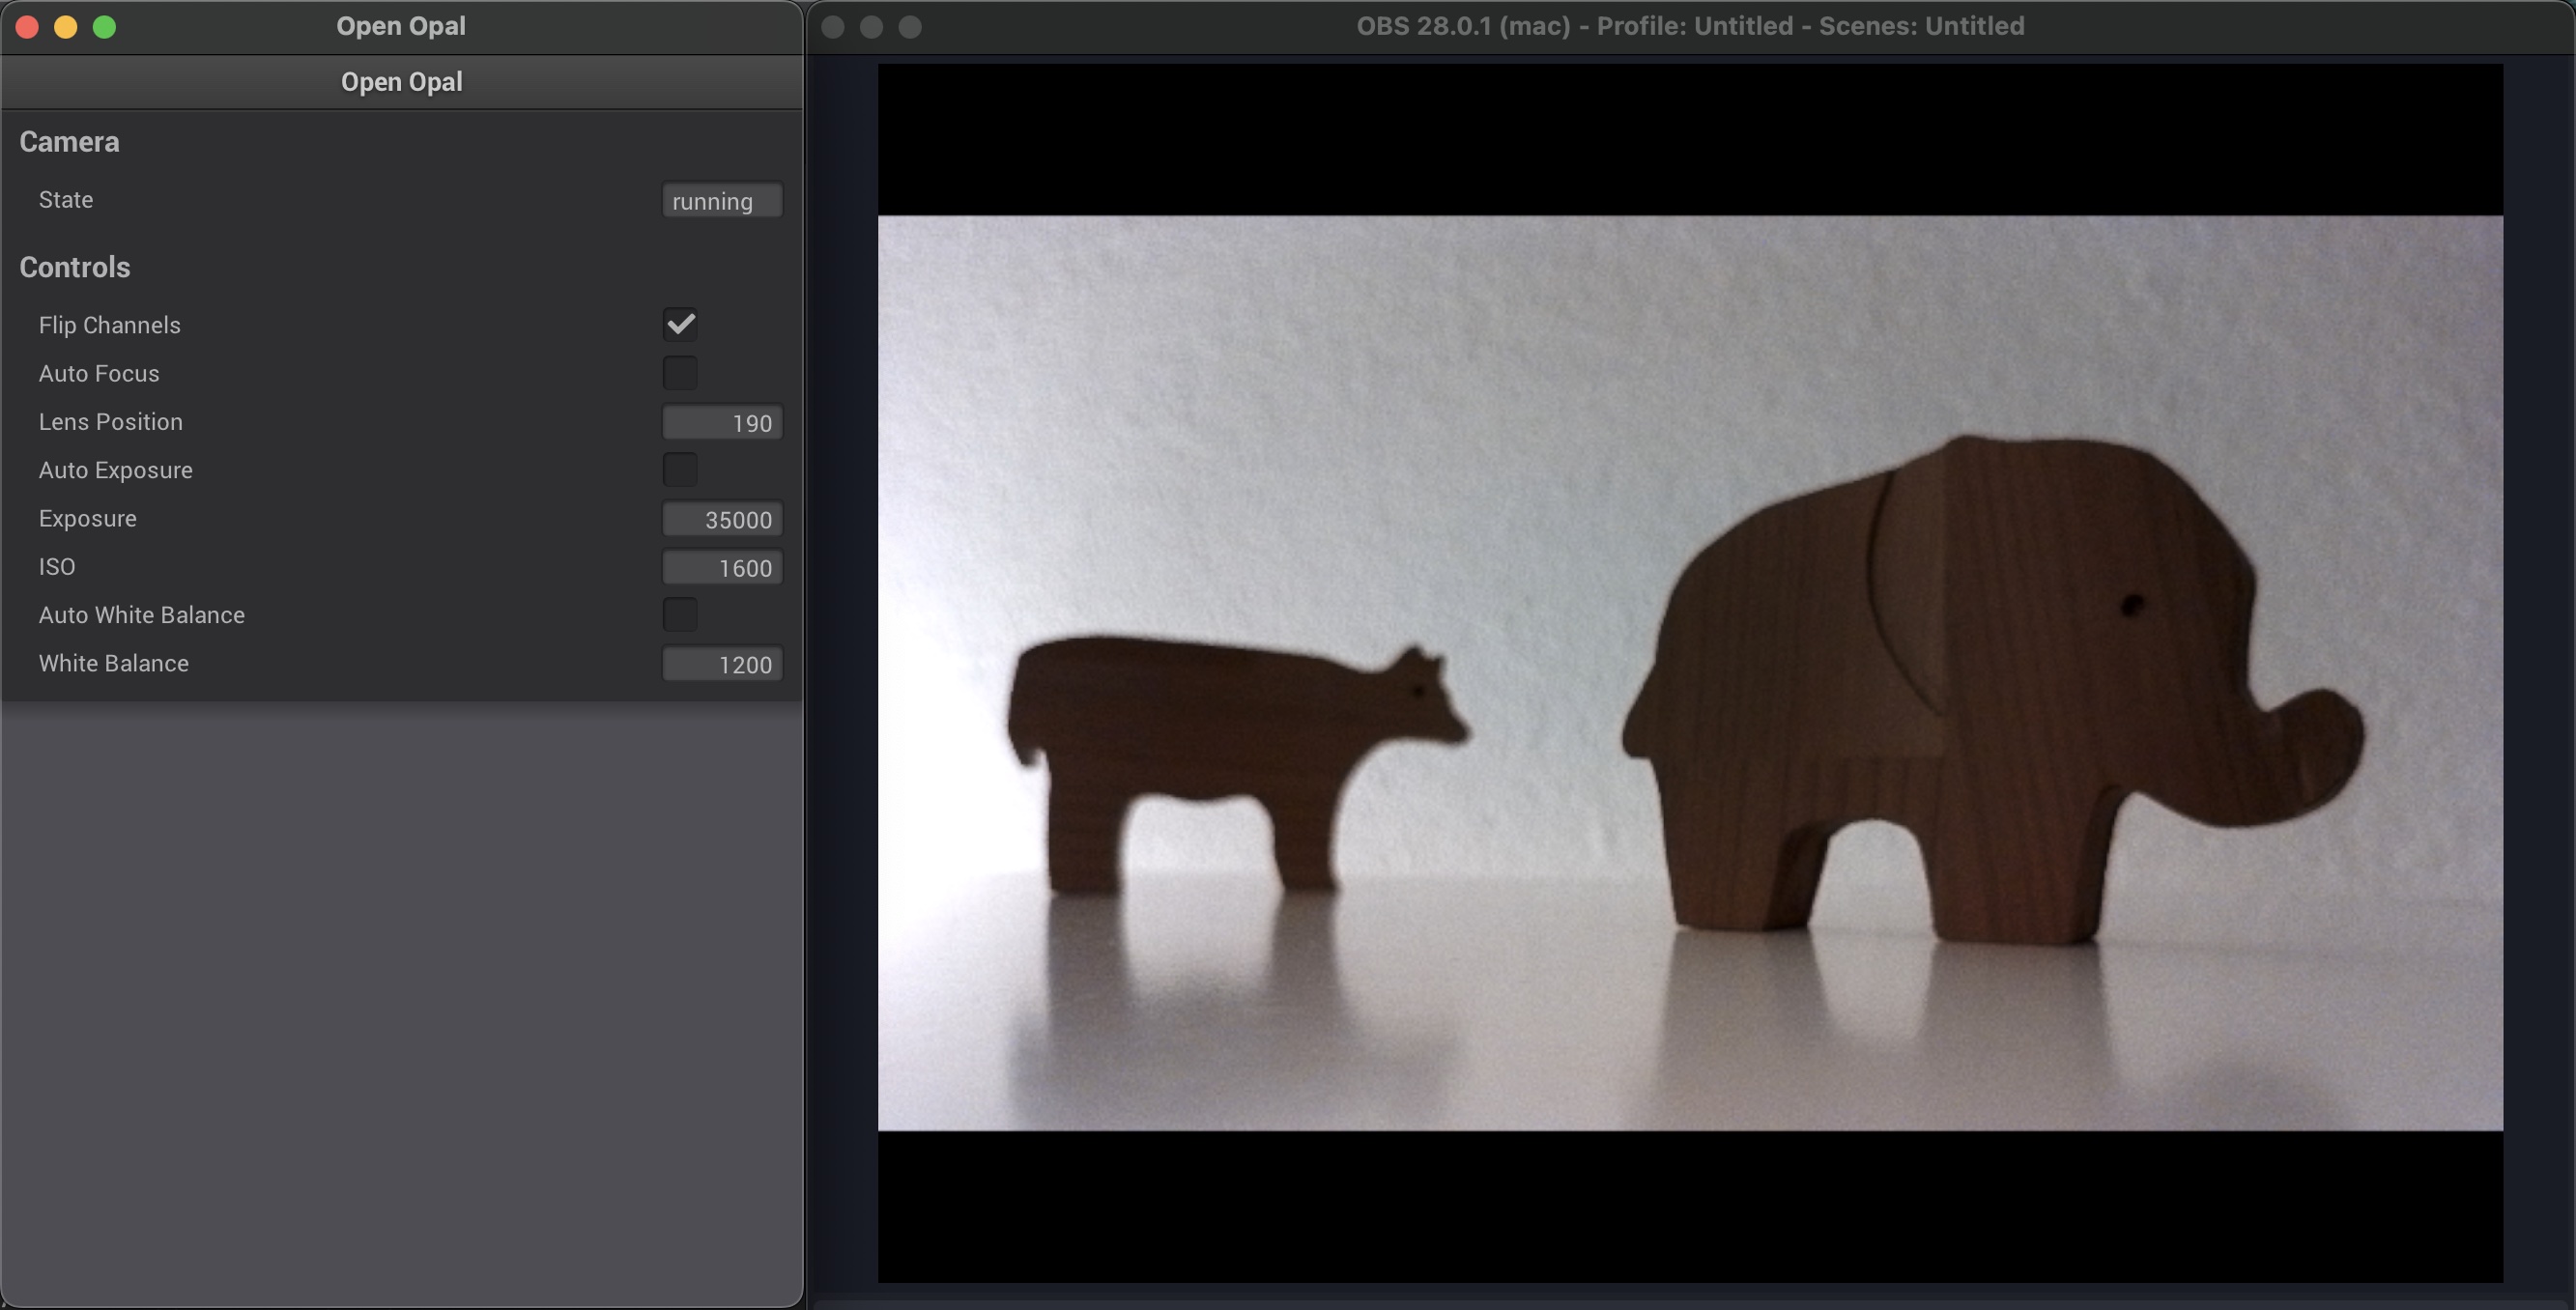 Open Opal
OBS 28.0.1 (mac) - Profile: Untitled - Scenes: Untitled
Open Opal
Camera
State running
Controls
Flip Channels
Auto Focus
Lens Position 190
Auto Exposure
Exposure 35000
ISO 1600
Auto White Balance
White Balance 1200